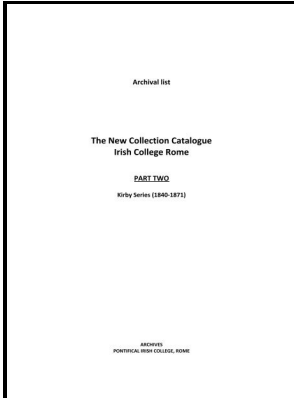 Archival list
The New Collection Catalogue
Irish College Rome
PART TWO
Kirby Series (1840-1871)
ARCHIVES
PONTIFICAL IRISH COLLEGE, ROME